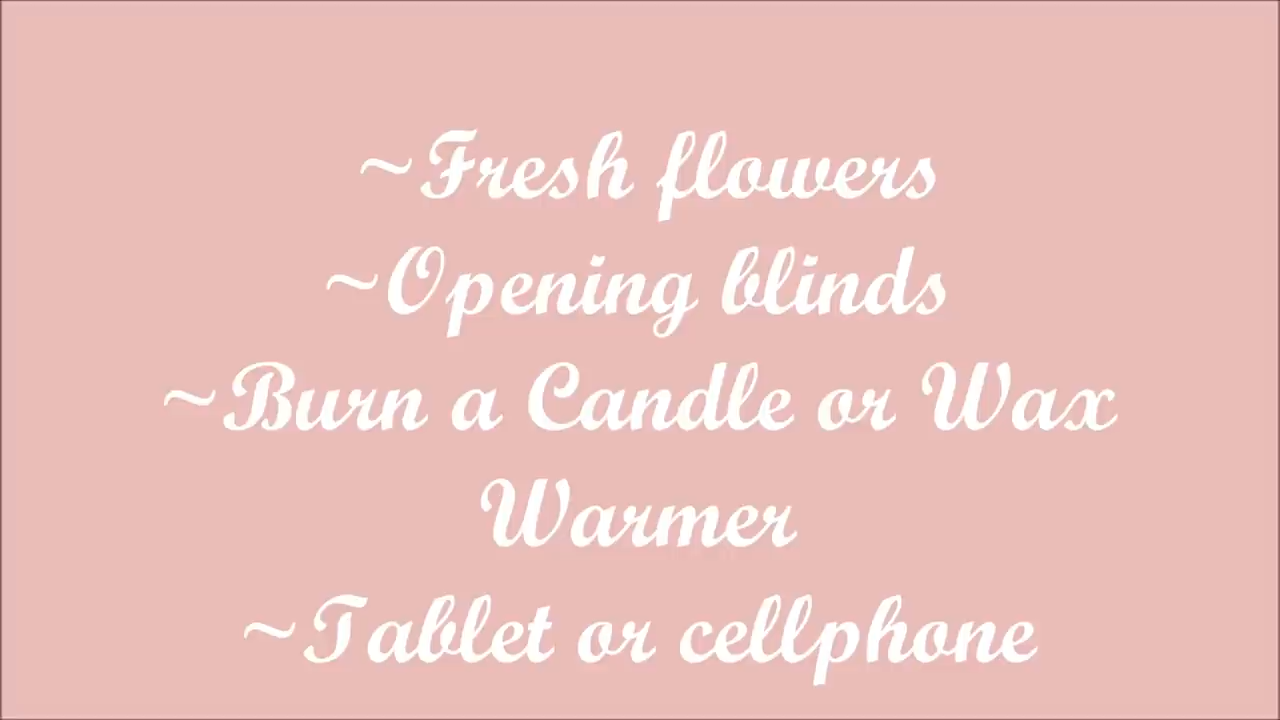 ~Fresh flowers
~Opening blinds
~Burn a Candle or Wax
Warmer
~Tablet or cellphone